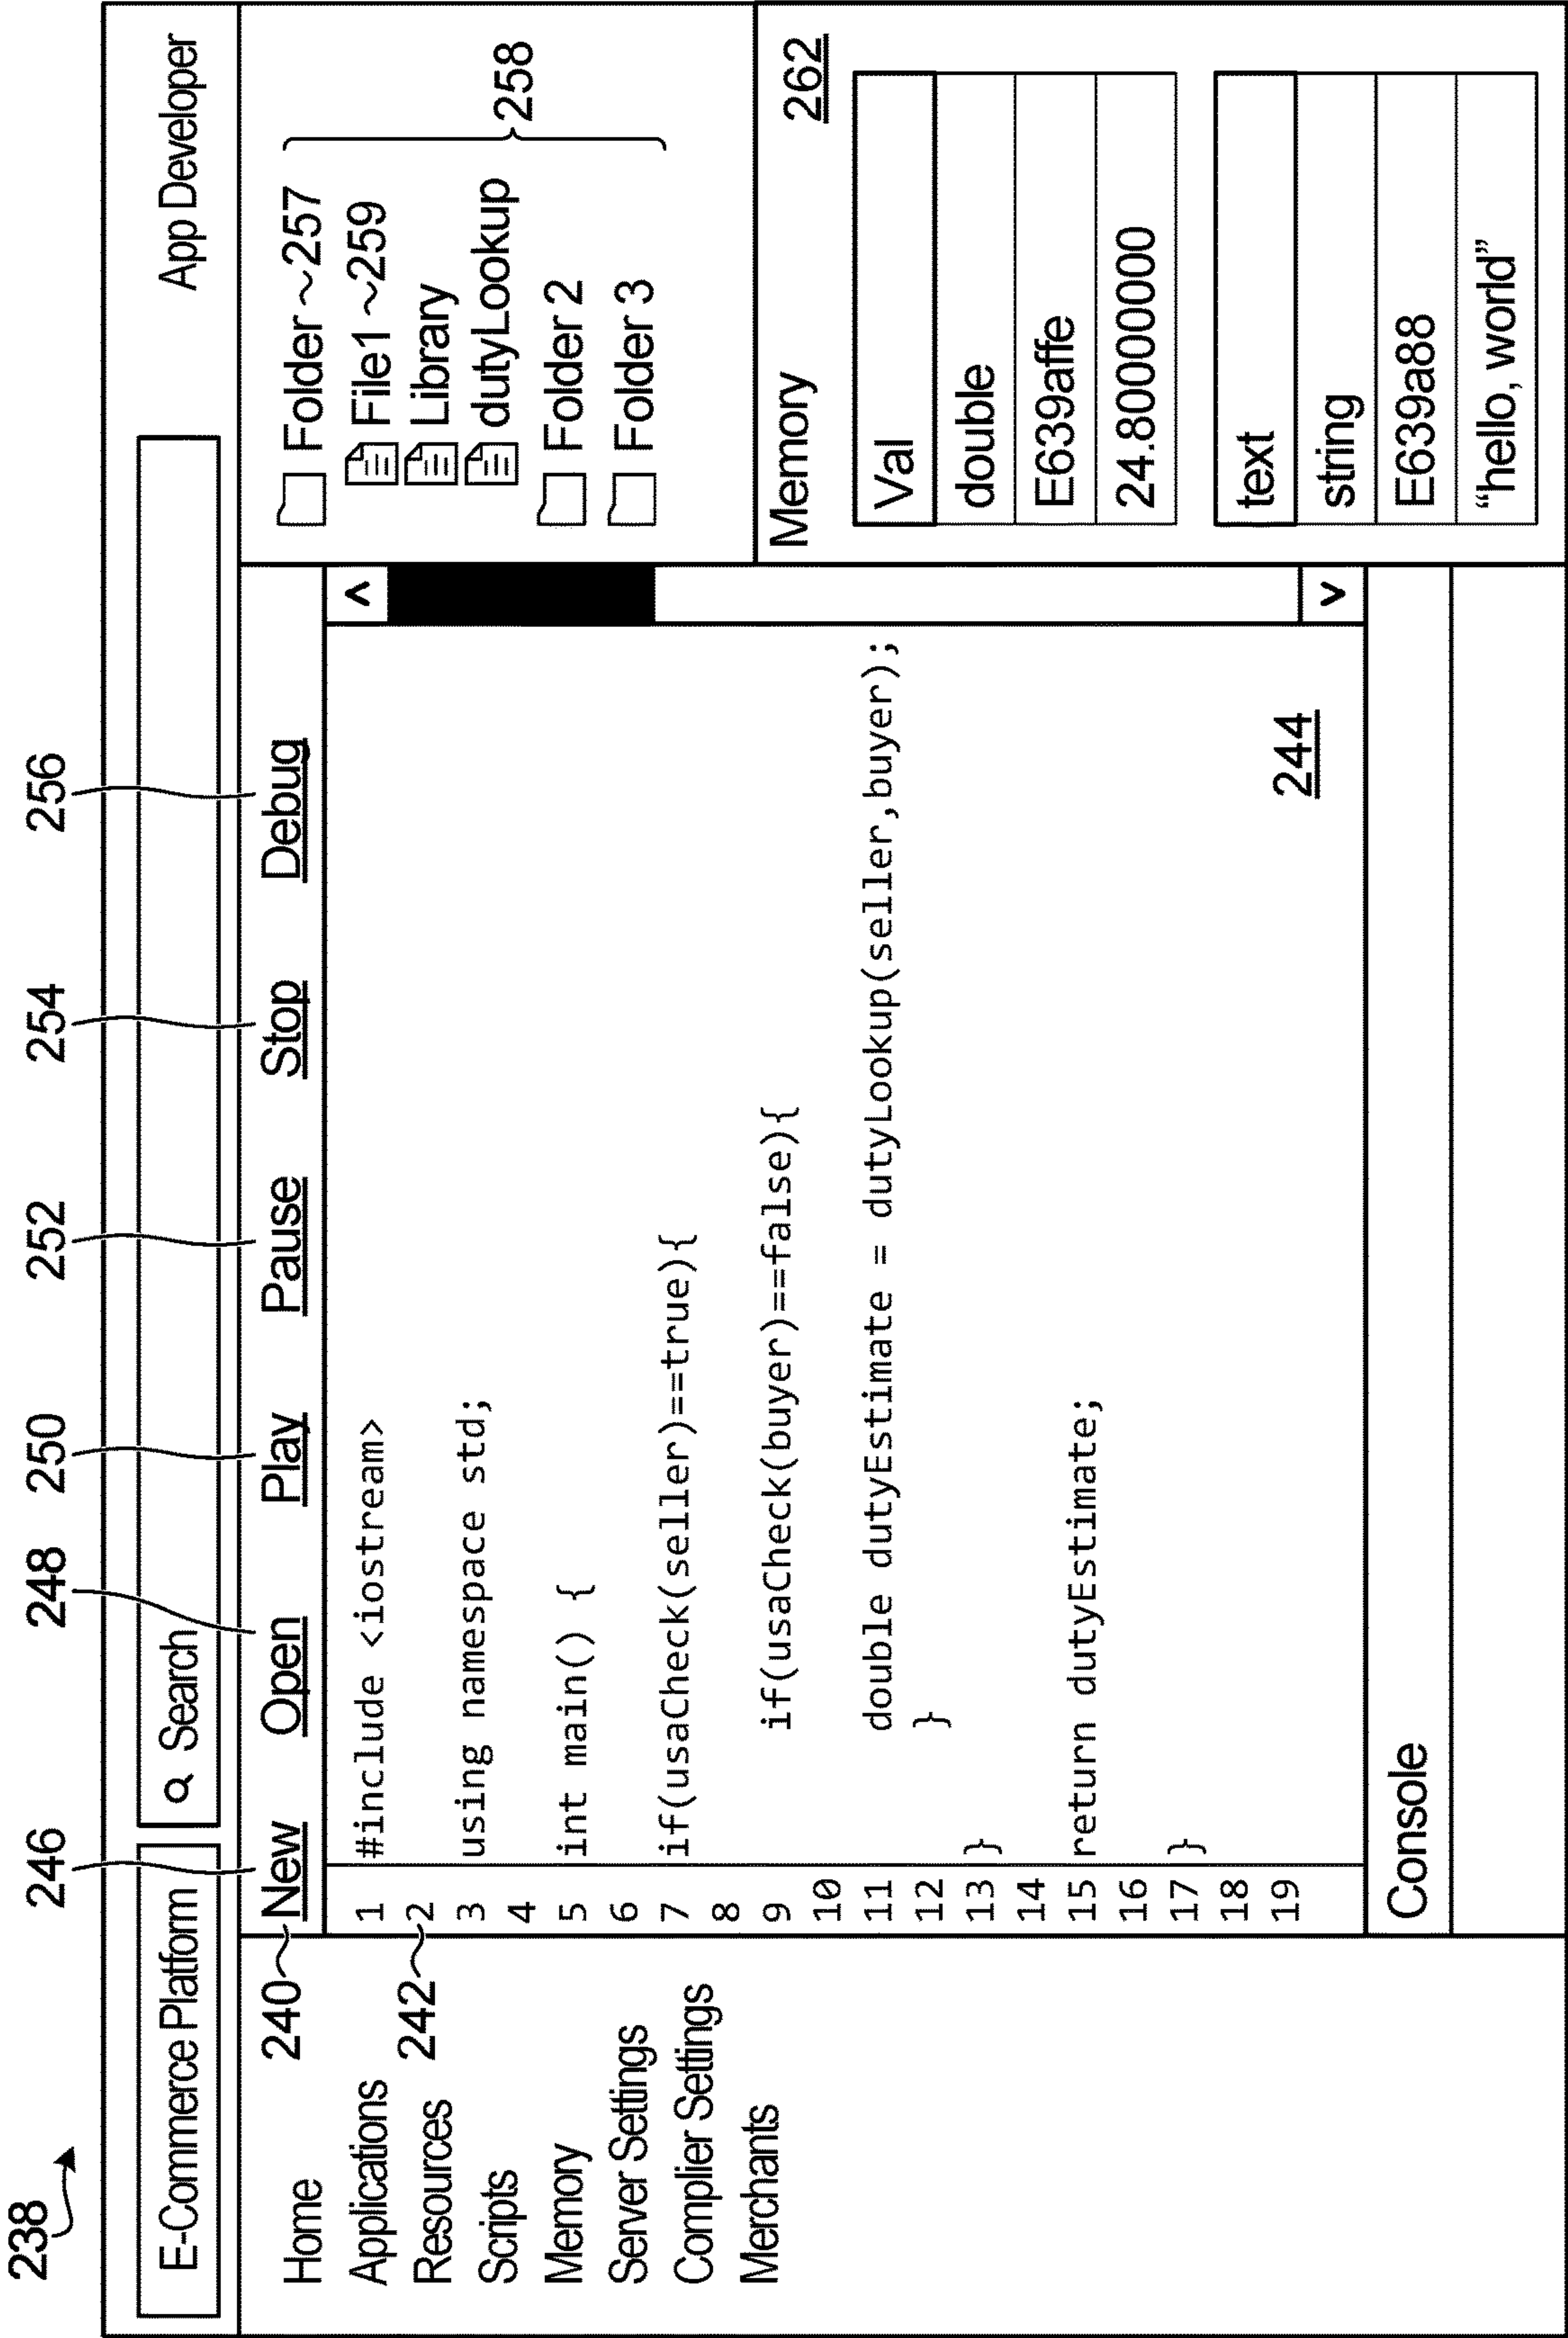 238
246 248 250 252 254 256
E-Commerce Platform Search App Developer
240 New Open Play Pause Stop Debug
Home
Applications
242
Resources
Scripts
Memory
Server Settings
Complier Settings
Merchants
1 #include <iostream>
2
3 using namespace std;
4
5 int main() {
6
7 if(usaCheck(seller)==true){
8
9 if(usaCheck(buyer)==false){
10
11 double dutyEstimate = dutyLookup(seller,buyer);
12 }
13 }
14
15 return dutyEstimate;
16
17 }
18
19
244
<
>
Console
Folder ~257
File1 ~259
Library
dutyLookup
Folder 2
Folder 3
258
Memory 262
Val
double
E639affe
24.80000000
text
string
E639a88
“hello, world”